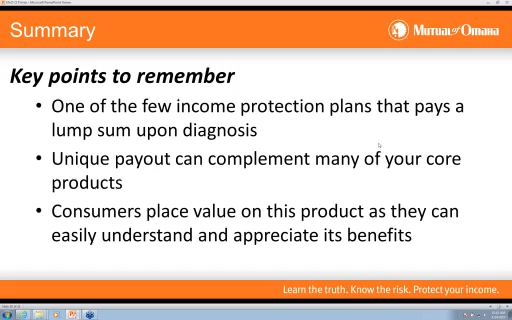 Summary
Mutual of Omaha
Key points to remember
• One of the few income protection plans that pays a
lump sum upon diagnosis
• Unique payout can complement many of your core
products
• Consumers place value on this product as they can
easily understand and appreciate its benefits
Learn the truth. Know the risk. Protect your income.